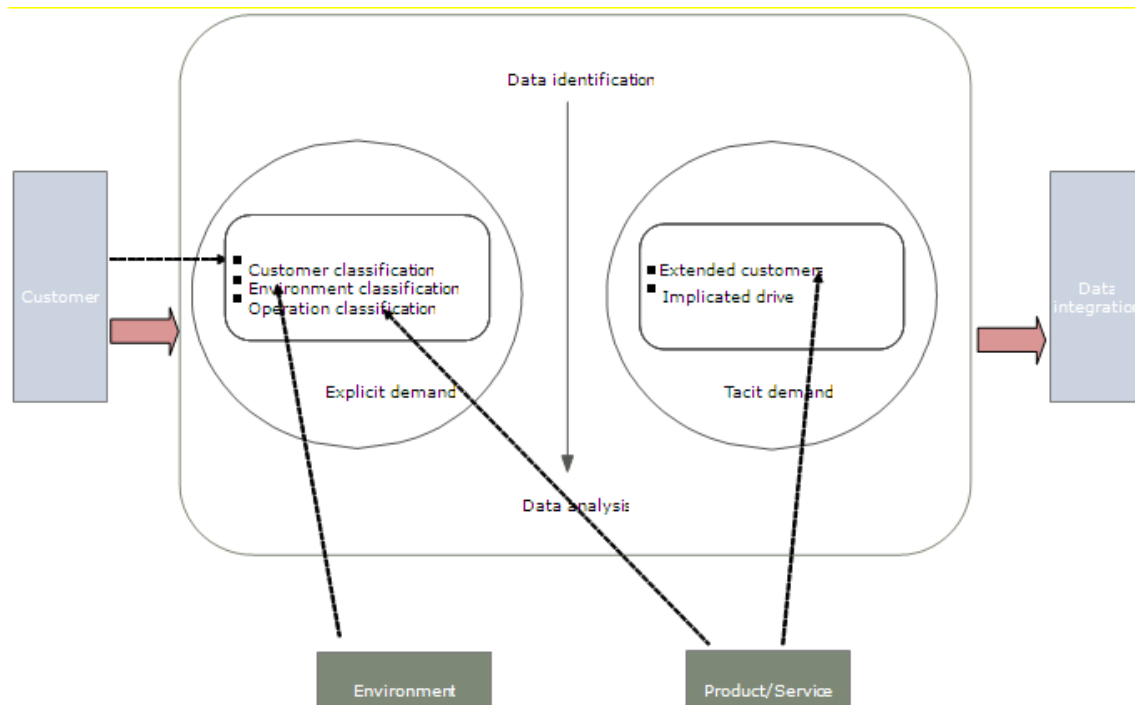 Data identification
Customer
Customer classification
Environment classification
Operation classification
Explicit demand
Extended customers
Implicated drive
Tacit demand
Data
integration
Data analysis
Environment
Product/Service